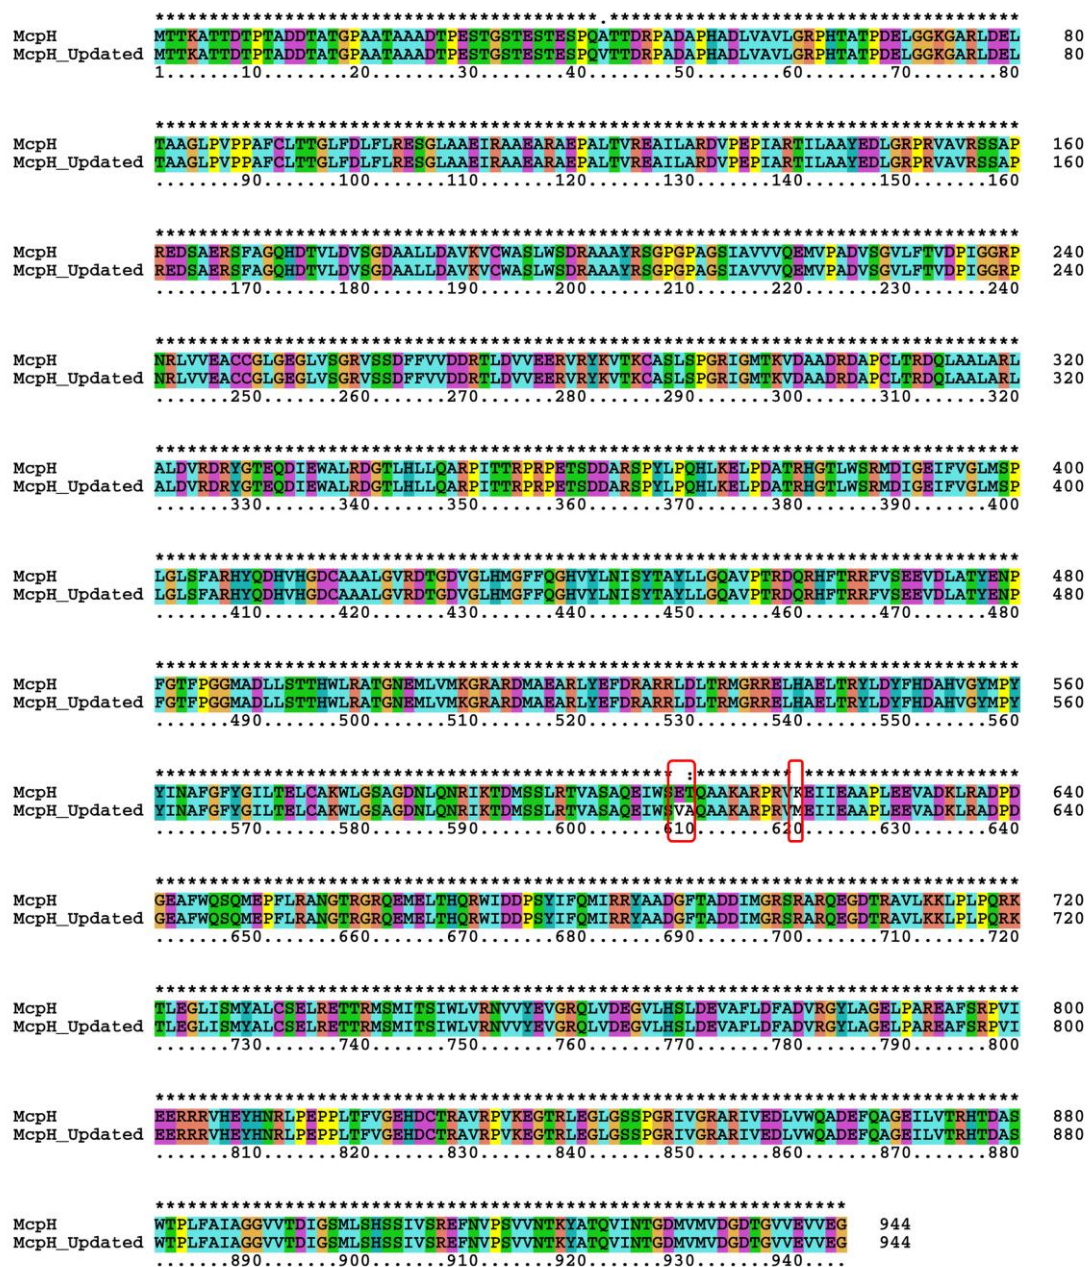 *****************************************.**************************************
McpH MTTKATTDTPTADDTATGPAATAAADTPESTGSTESTESPQATTDRPADAPHADLVAVLGRPHTATPDELGGKGARLDEL 80
McpH_Updated MTTKATTDTPTADDTATGPAATAAADTPESTGSTESTESPQVTTDRPADAPHADLVAVLGRPHTATPDELGGKGARLDEL 80
1.......10........20........30........40........50........60........70........80
********************************************************************************
McpH TAAGLPVPPAFCLTTGLFDLFLRESGLAAEIRAAEARAEPALTVREAILARDVPEPIARTILAAYEDLGRPRVAVRSSAP 160
McpH_Updated TAAGLPVPPAFCLTTGLFDLFLRESGLAAEIRAAEARAEPALTVREAILARDVPEPIARTILAAYEDLGRPRVAVRSSAP 160
........90.......100.......110.......120.......130.......140.......150.......160
********************************************************************************
McpH REDSAERSFAGQHDTVLDVSGDAALLDAVKVCWASLWSDRAAAYRSGPGPAGSIAVVVQEMVPADVSGVLFTVDPIGGRP 240
McpH_Updated REDSAERSFAGQHDTVLDVSGDAALLDAVKVCWASLWSDRAAAYRSGPGPAGSIAVVVQEMVPADVSGVLFTVDPIGGRP 240
.......170.......180.......190.......200.......210.......220.......230.......240
********************************************************************************
McpH NRLVVEACCGLGEGLVSGRVSSDFFVVDDRTLDVVEERVRYKVTKCASLSPGRIGMTKVDAADRDAPCLTRDQLAALARL 320
McpH_Updated NRLVVEACCGLGEGLVSGRVSSDFFVVDDRTLDVVEERVRYKVTKCASLSPGRIGMTKVDAADRDAPCLTRDQLAALARL 320
.......250.......260.......270.......280.......290.......300.......310.......320
********************************************************************************
McpH ALDVRDRYGTEQDIEWALRDGTLHLLQARPITTRPRPETSDDARSPYLPQHLKELPDATRHGTLWSRMDIGEIFVGLMSP 400
McpH_Updated ALDVRDRYGTEQDIEWALRDGTLHLLQARPITTRPRPETSDDARSPYLPQHLKELPDATRHGTLWSRMDIGEIFVGLMSP 400
.......330.......340.......350.......360.......370.......380.......390.......400
********************************************************************************
McpH LGLSFARHYQDHVHGDCAAALGVRDTGDVGLHMGFFQGHVYLNISYTAYLLGQAVPTRDQRHFTRRFVSEEVDLATYENP 480
McpH_Updated LGLSFARHYQDHVHGDCAAALGVRDTGDVGLHMGFFQGHVYLNISYTAYLLGQAVPTRDQRHFTRRFVSEEVDLATYENP 480
.......410.......420.......430.......440.......450.......460.......470.......480
********************************************************************************
McpH FGTFPGGMADLLSTTHWLRATGNEMLVMKGRARDMAEARLYEFDRARRLDLTRMGRRELHAELTRYLDYFHDAHVGYMPY 560
McpH_Updated FGTFPGGMADLLSTTHWLRATGNEMLVMKGRARDMAEARLYEFDRARRLDLTRMGRRELHAELTRYLDYFHDAHVGYMPY 560
.......490.......500.......510.......520.......530.......540.......550.......560
************************************************ :********* ********************
McpH YINAFGFYGILTELCAKWLGSAGDNLQNRIKTDMSSLRTVASAQEIWSETQAAKARPRVKEIIEAAPLEEVADKLRADPD 640
McpH_Updated YINAFGFYGILTELCAKWLGSAGDNLQNRIKTDMSSLRTVASAQEIWSVAQAAKARPRVMEIIEAAPLEEVADKLRADPD 640
.......570.......580.......590.......600.......610.......620.......630.......640
********************************************************************************
McpH GEAFWQSQMEPFLRANGTRGRQEMELTHQRWIDDPSYIFQMIRRYAADGFTADDIMGRSRARQEGDTRAVLKKLPLPQRK 720
McpH_Updated GEAFWQSQMEPFLRANGTRGRQEMELTHQRWIDDPSYIFQMIRRYAADGFTADDIMGRSRARQEGDTRAVLKKLPLPQRK 720
.......650.......660.......670.......680.......690.......700.......710.......720
********************************************************************************
McpH TLEGLISMYALCSELRETTRMSMITSIWLVRNVVYEVGRQLVDEGVLHSLDEVAFLDFADVRGYLAGELPAREAFSRPVI 800
McpH_Updated TLEGLISMYALCSELRETTRMSMITSIWLVRNVVYEVGRQLVDEGVLHSLDEVAFLDFADVRGYLAGELPAREAFSRPVI 800
.......730.......740.......750.......760.......770.......780.......790.......800
********************************************************************************
McpH EERRRVHEYHNRLPEPPLTFVGEHDCTRAVRPVKEGTRLEGLGSSPGRIVGRARIVEDLVWQADEFQAGEILVTRHTDAS 880
McpH_Updated EERRRVHEYHNRLPEPPLTFVGEHDCTRAVRPVKEGTRLEGLGSSPGRIVGRARIVEDLVWQADEFQAGEILVTRHTDAS 880
.......810.......820.......830.......840.......850.......860.......870.......880
****************************************************************
McpH WTPLFAIAGGVVTDIGSMLSHSSIVSREFNVPSVVNTKYATQVINTGDMVMVDGDTGVVEVVEG 944
McpH_Updated WTPLFAIAGGVVTDIGSMLSHSSIVSREFNVPSVVNTKYATQVINTGDMVMVDGDTGVVEVVEG 944
.......890.......900.......910.......920.......930.......940....